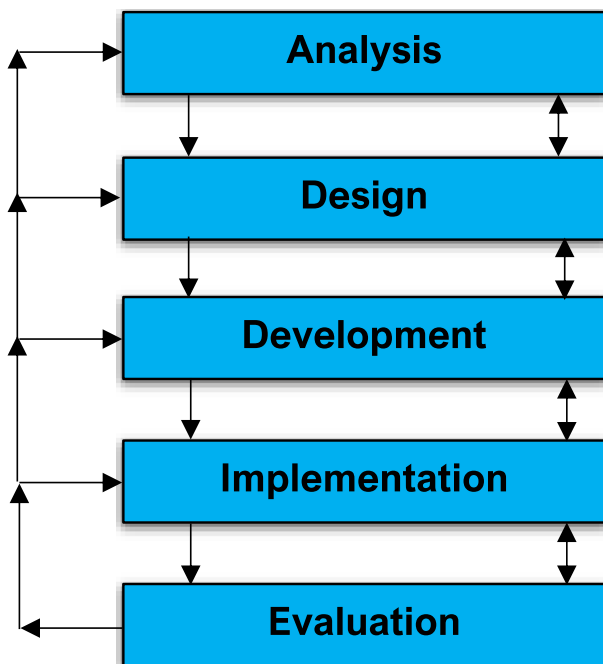 Analysis
Design
Development
Implementation
Evaluation